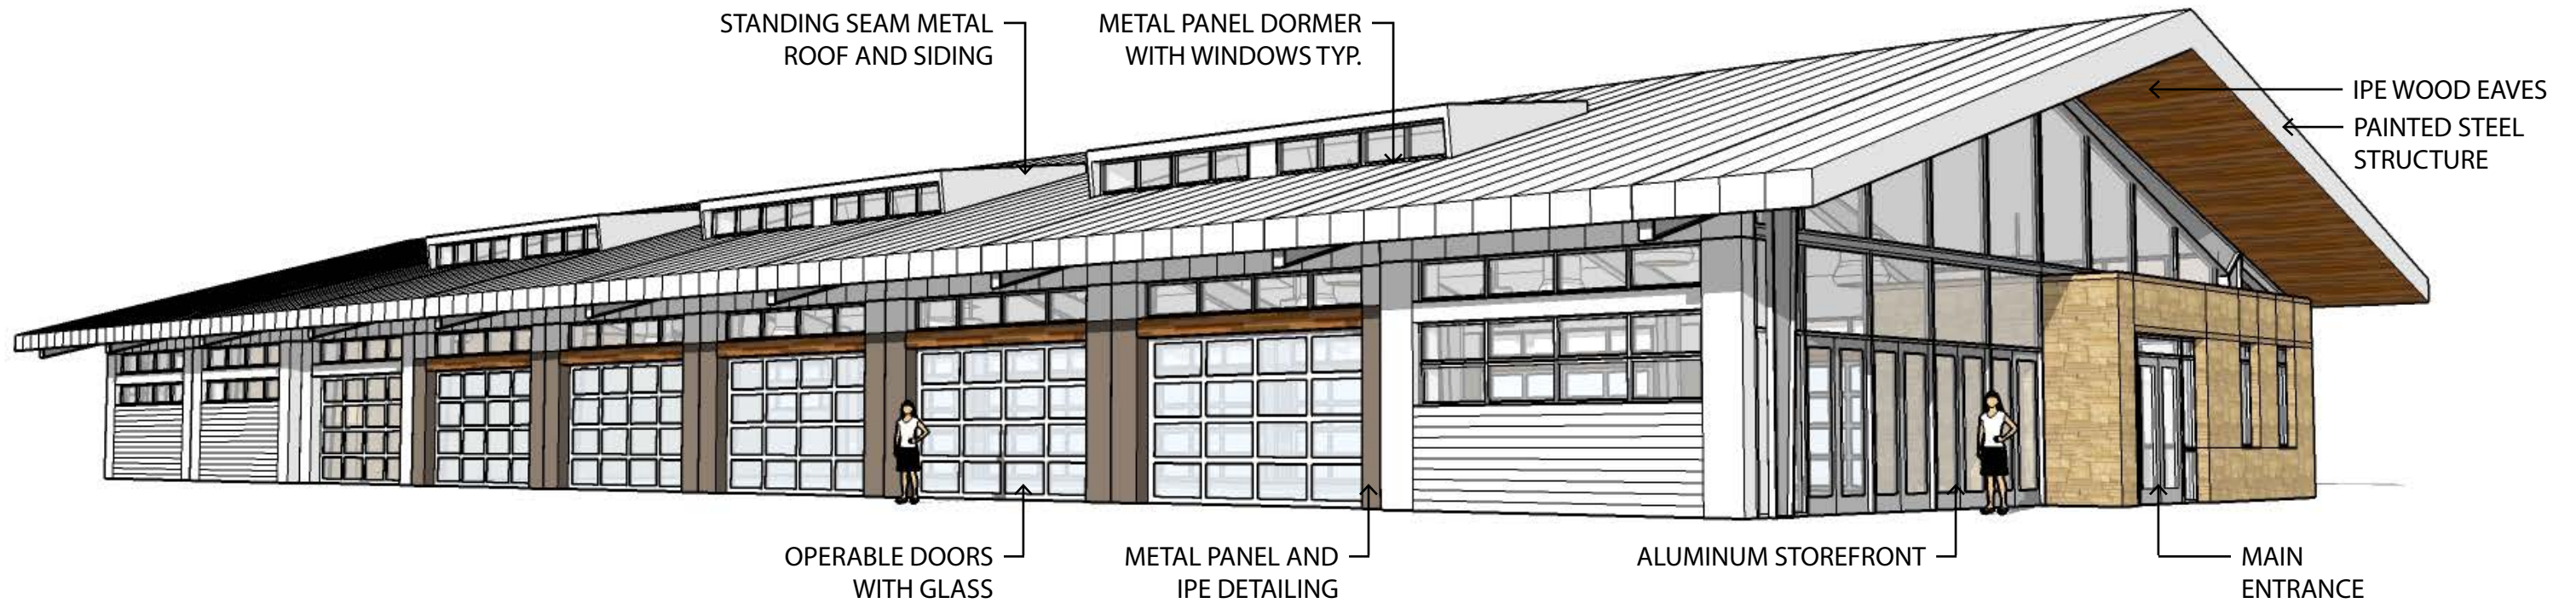 STANDING SEAM METAL
ROOF AND SIDING
METAL PANEL DORMER
WITH WINDOWS TYP.
IPE WOOD EAVES
PAINTED STEEL
STRUCTURE
OPERABLE DOORS
WITH GLASS
METAL PANEL AND
IPE DETAILING
ALUMINUM STOREFRONT
MAIN
ENTRANCE